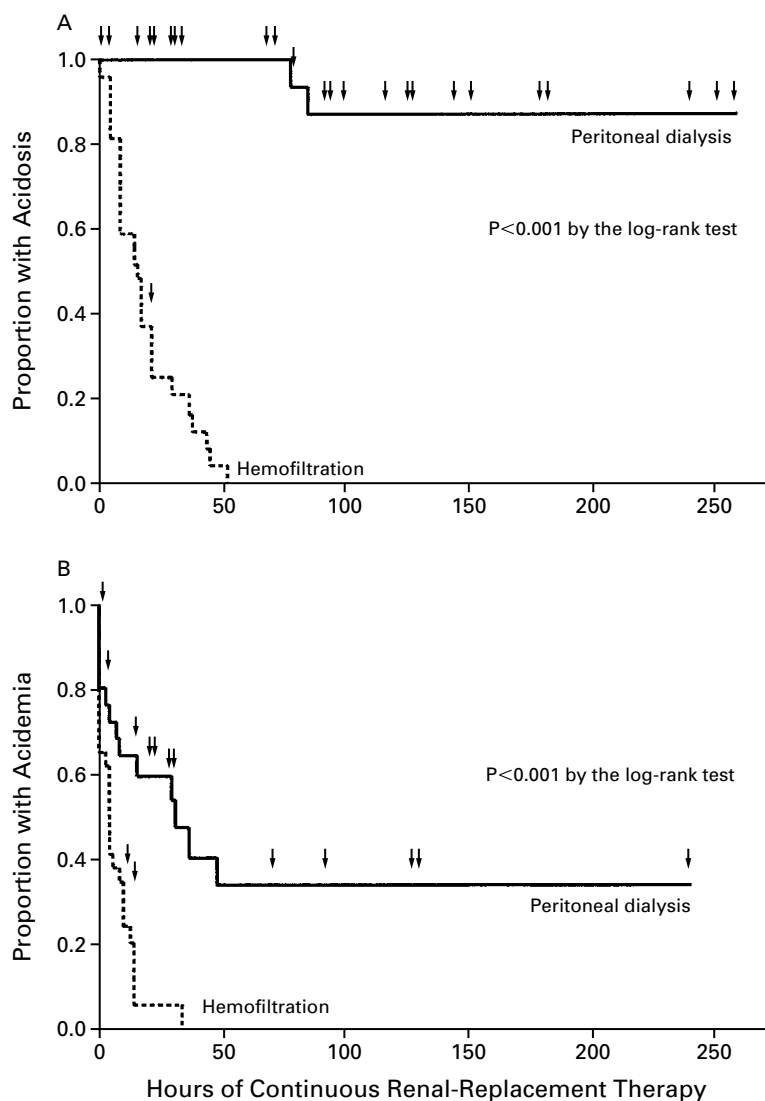 A
1.0
0.8
0.6
0.4
0.2
0.0
Proportion with Acidosis
Peritoneal dialysis
P<0.001 by the log-rank test
Hemofiltration
0 50 100 150 200 250
B
1.0
0.8
0.6
0.4
0.2
0.0
Proportion with Acidemia
P<0.001 by the log-rank test
Peritoneal dialysis
Hemofiltration
0 50 100 150 200 250
Hours of Continuous Renal-Replacement Therapy